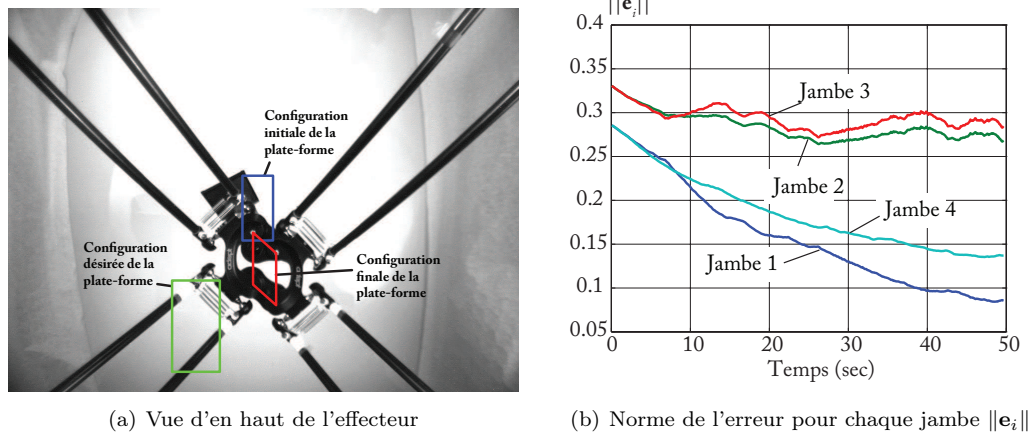 Configuration
initiale de la
plate-forme
Configuration
désirée de la
plate-forme
Configuration
finale de la
plate-forme
(a) Vue d'en haut de l'effecteur
||e_i||
0.4
0.3
0.3
0.2
0.2
0.15
0.1
0.05
0 10 20 30 40 50
Temps (sec)
Jambe 3
Jambe 2
Jambe 4
Jambe 1
(b) Norme de l'erreur pour chaque jambe ‖e_i‖